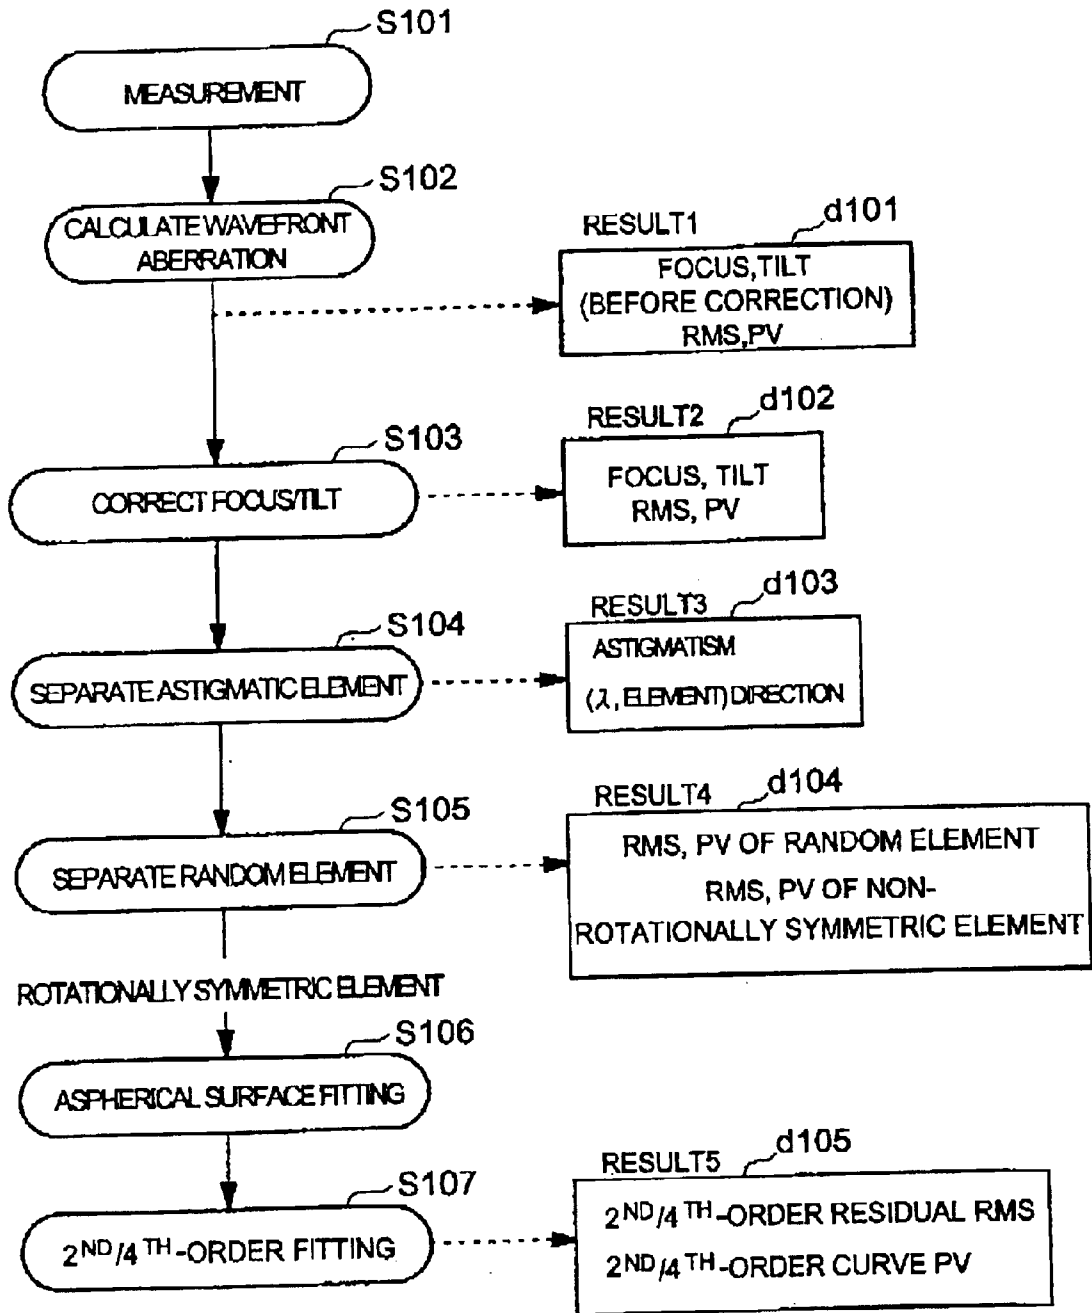 S101
MEASUREMENT
S102
CALCULATE WAVEFRONT
ABERRATION
RESULT1
d101
FOCUS,TILT
(BEFORE CORRECTION)
RMS,PV
S103
CORRECT FOCUS/TILT
RESULT2
d102
FOCUS, TILT
RMS, PV
S104
SEPARATE ASTIGMATIC ELEMENT
RESULT3
d103
ASTIGMATISM
(λ, ELEMENT) DIRECTION
S105
SEPARATE RANDOM ELEMENT
RESULT4
d104
RMS, PV OF RANDOM ELEMENT
RMS, PV OF NON-
ROTATIONALLY SYMMETRIC ELEMENT
ROTATIONALLY SYMMETRIC ELEMENT
S106
ASPHERICAL SURFACE FITTING
S107
2ND/4TH-ORDER FITTING
RESULT5
d105
2ND/4TH-ORDER RESIDUAL RMS
2ND/4TH-ORDER CURVE PV